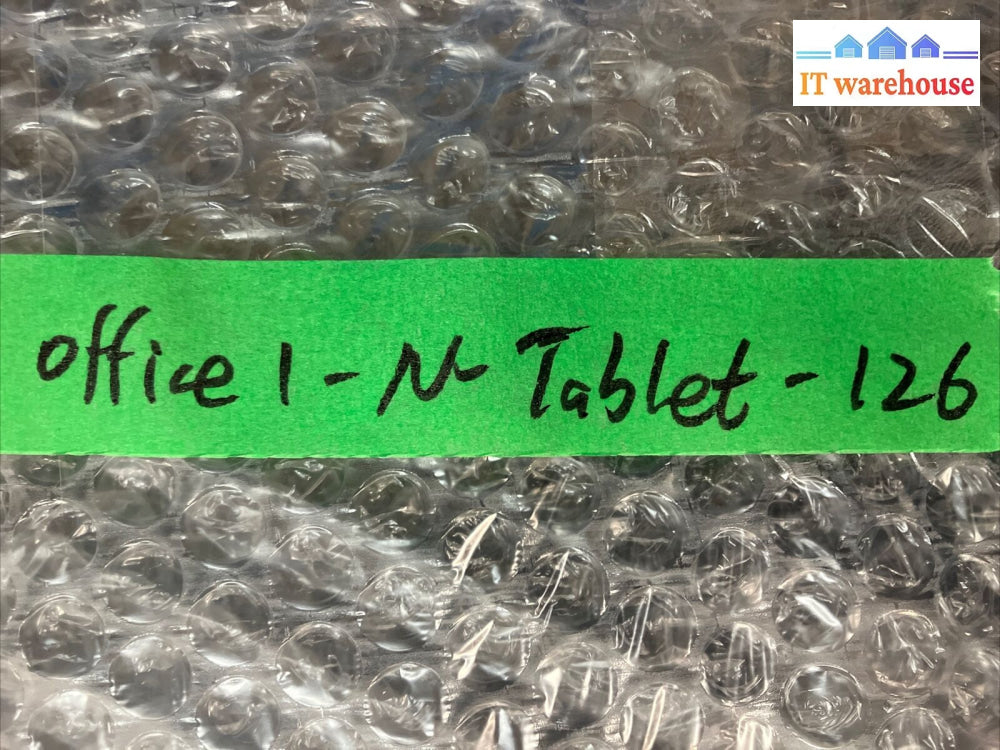 IT warehouse
office 1 - N- Tablet - 126